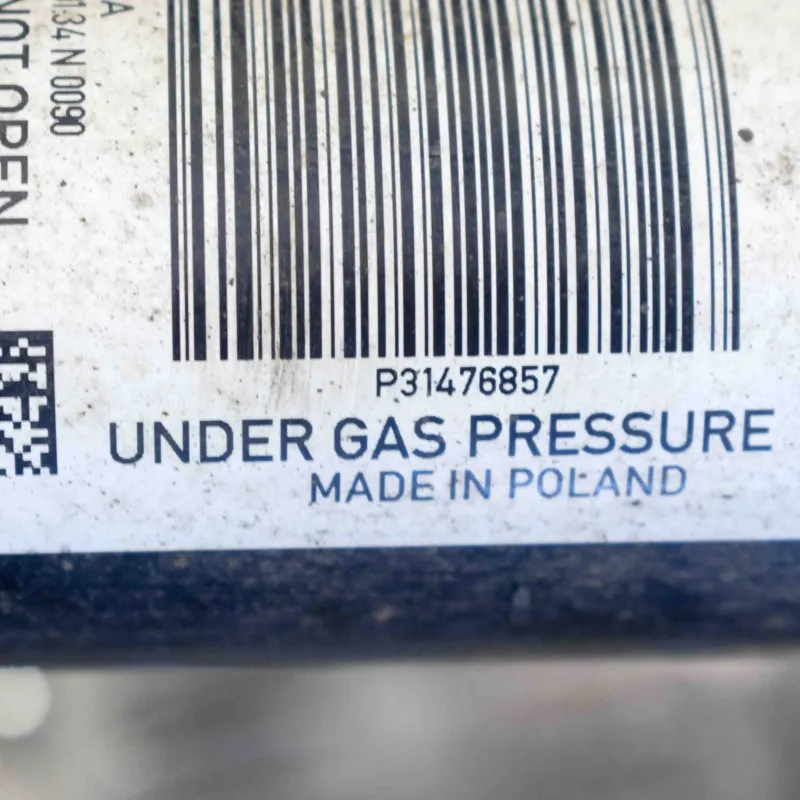 A
134 N 0090
NOT OPEN
P31476857
UNDER GAS PRESSURE
MADE IN POLAND